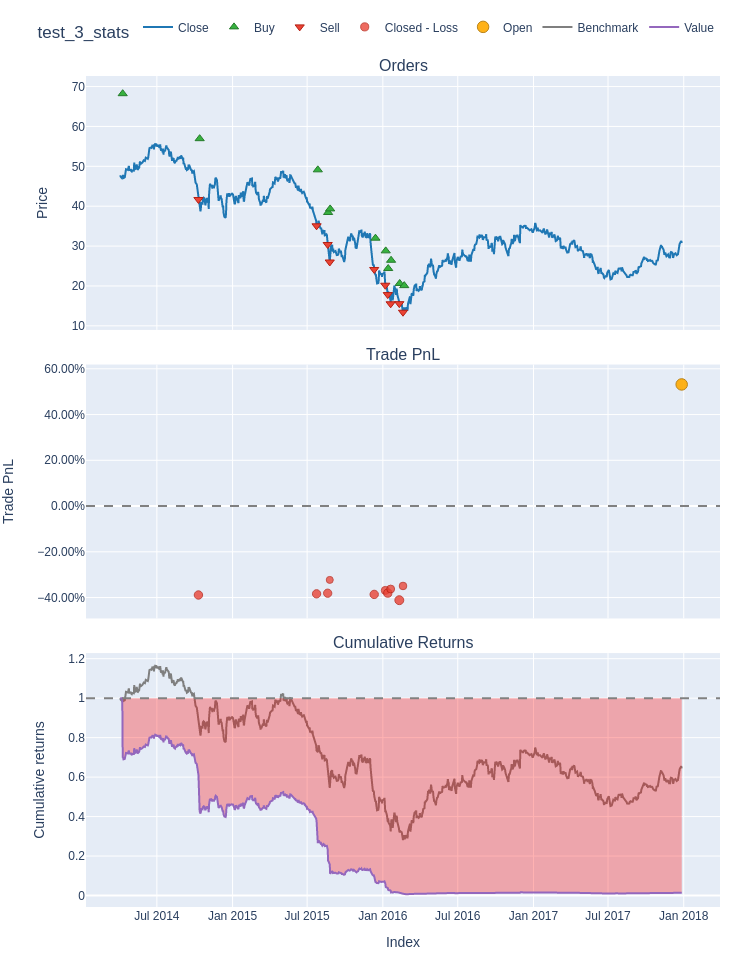 test_3_stats
Close
Buy
Sell
Closed - Loss
Open
Benchmark
Value
Orders
Price
70
60
50
40
30
20
10
Trade PnL
Trade PnL
60.00%
40.00%
20.00%
0.00%
−20.00%
−40.00%
Cumulative Returns
Cumulative returns
1.2
1
0.8
0.6
0.4
0.2
0
Jul 2014
Jan 2015
Jul 2015
Jan 2016
Jul 2016
Jan 2017
Jul 2017
Jan 2018
Index